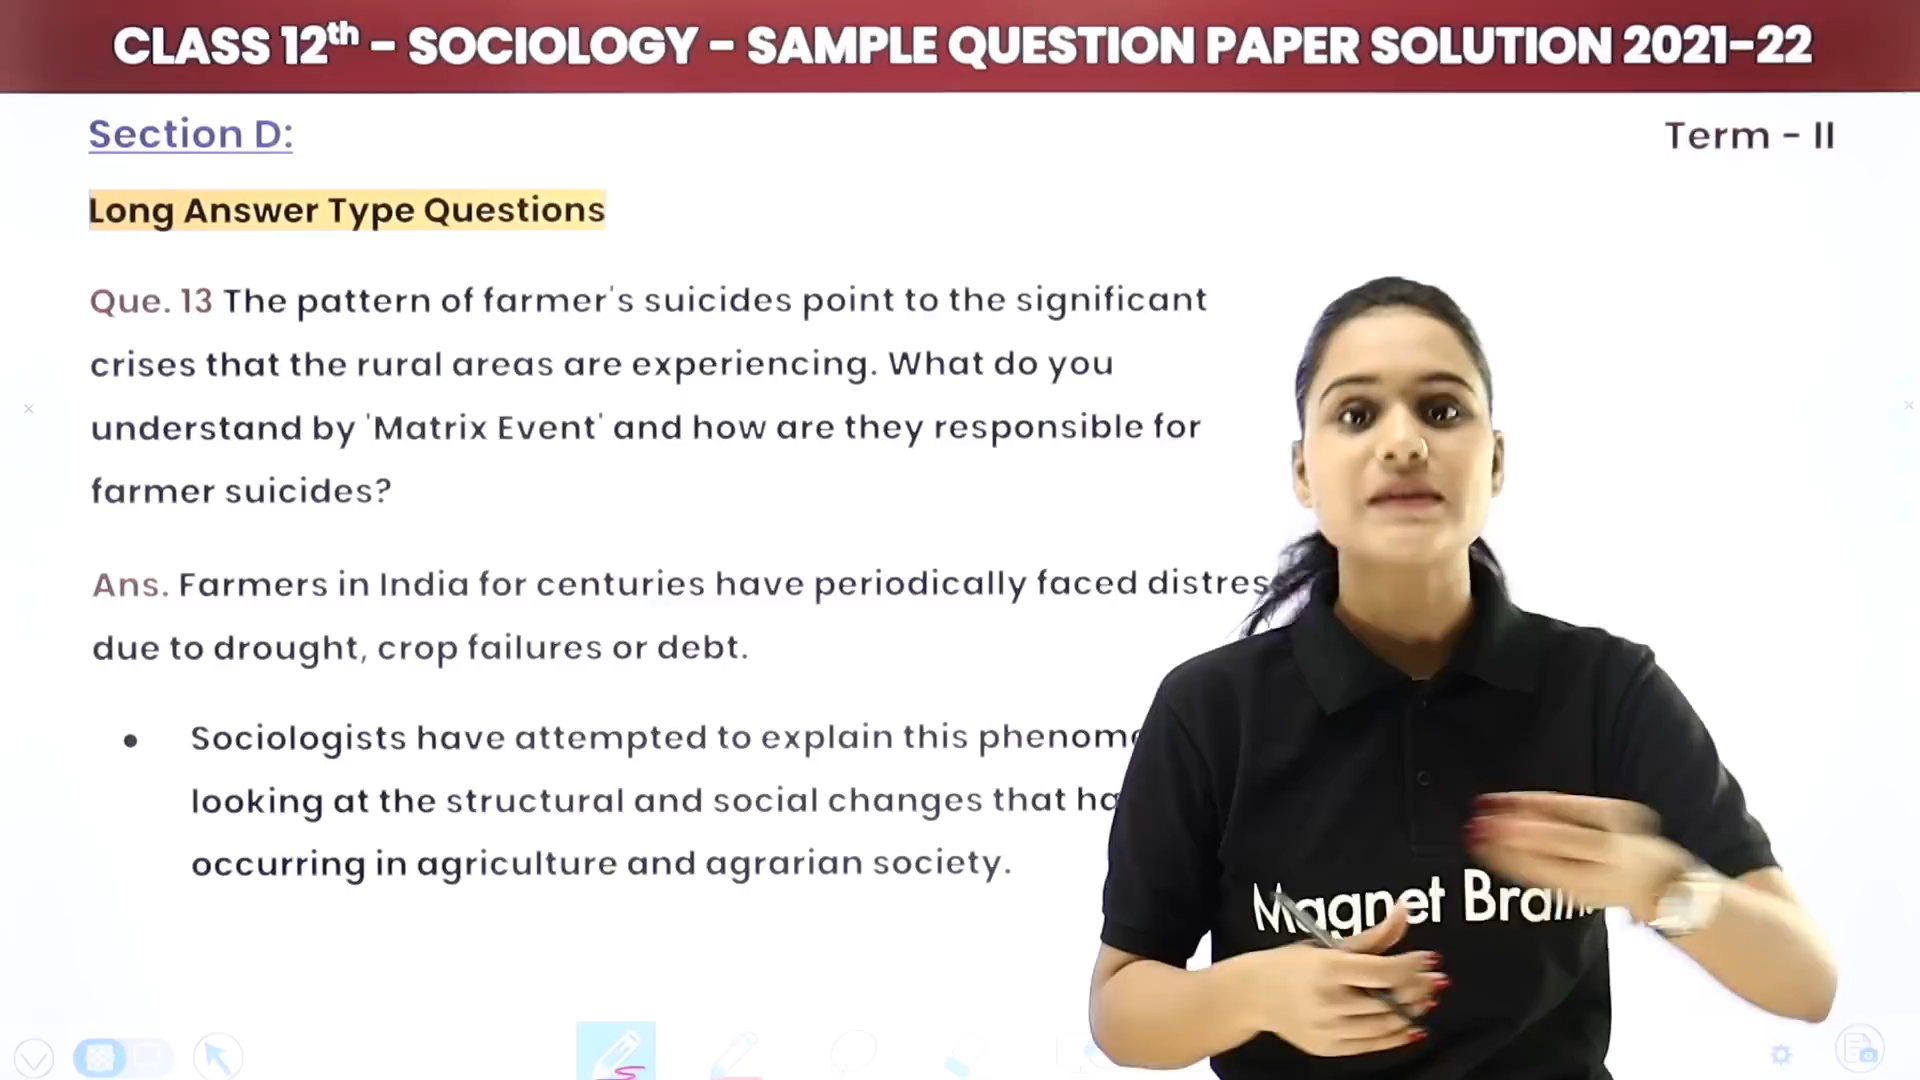 CLASS 12th - SOCIOLOGY - SAMPLE QUESTION PAPER SOLUTION 2021-22
Section D:
Term - II
Long Answer Type Questions
Que. 13 The pattern of farmer's suicides point to the significant
crises that the rural areas are experiencing. What do you
understand by 'Matrix Event' and how are they responsible for
farmer suicides?
Ans. Farmers in India for centuries have periodically faced distres
due to drought, crop failures or debt.
• Sociologists have attempted to explain this phenom
looking at the structural and social changes that ha
occurring in agriculture and agrarian society.
Magnet Brain